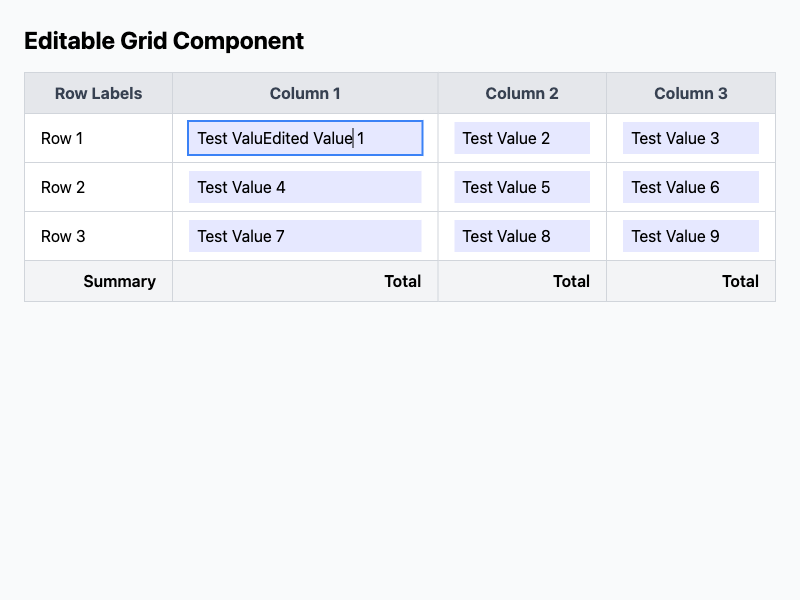 Editable Grid Component
Row Labels Column 1 Column 2 Column 3
Row 1 Test ValuEdited Value 1 Test Value 2 Test Value 3
Row 2 Test Value 4 Test Value 5 Test Value 6
Row 3 Test Value 7 Test Value 8 Test Value 9
Summary Total Total Total